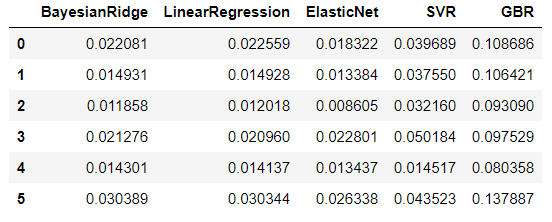 BayesianRidge LinearRegression ElasticNet SVR GBR
0 0.022081 0.022559 0.018322 0.039689 0.108686
1 0.014931 0.014928 0.013384 0.037550 0.106421
2 0.011858 0.012018 0.008605 0.032160 0.093090
3 0.021276 0.020960 0.022801 0.050184 0.097529
4 0.014301 0.014137 0.013437 0.014517 0.080358
5 0.030389 0.030344 0.026338 0.043523 0.137887